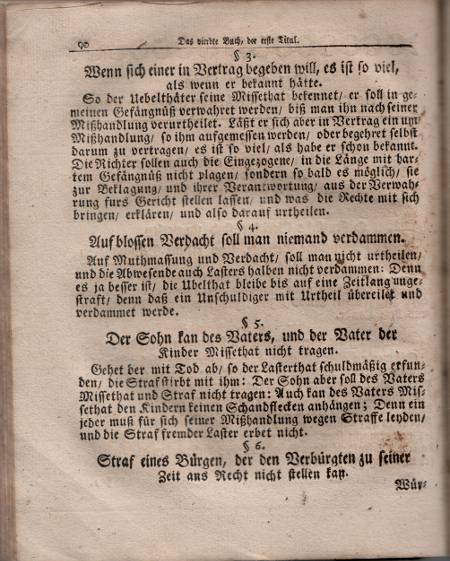 90 Das vierdte Buch, der erste Titul.
§ 3.
Wenn sich einer in Vertrag begeben will, es ist so viel,
als wenn er bekannt hätte.
So der Uebelthäter seine Missethat bekennet/ er soll in ge-
meinen Gefängnüß verwahret werden/ biß man ihn nach seiner
Mißhandlung verurtheilet. Läßt er sich aber in Vertrag ein um
Mißhandlung/ so ihm aufgemessen werden/ oder begehret selbst
darum zu vertragen/ es ist so viel/ als habe er schon bekannt.
Die Richter sollen auch die Eingezogene/ in die Länge mit har-
tem Gefängnüß nicht plagen/ sondern so bald es möglich/ sie
zur Beklagung/ und ihrer Verantwortung/ aus der Verwah-
rung fürs Gericht stellen lassen/ und was die Rechte mit sich
bringen/ erklären/ und also darauf urtheilen.
§ 4.
Auf blossen Verdacht soll man niemand verdammen.
Auf Muthmassung und Verdacht/ soll man nicht urtheilen/
und die Abwesende auch Lasters halben nicht verdammen: Denn
es ja besser ist/ die Ubelthat bleibe bis auf eine Zeitlang unge-
straft/ denn daß ein Unschuldiger mit Urtheil übereilet und
verdammet werde.
§ 5.
Der Sohn kan des Vaters, und der Vater der
Kinder Missethat nicht tragen.
Gehet der mit Tod ab/ so der Lasterthat schuldmäßig erfun-
den/ die Straf stirbt mit ihm: Der Sohn aber soll des Vaters
Missethat und Straf nicht tragen: Auch kan des Vaters Mis-
sethat den Kindern keinen Schandflecken anhängen; Denn ein
jeder muß für sich seiner Mißhandlung wegen Straffe leyden/
und die Straf fremder Laster erbet nicht.
§ 6.
Straf eines Bürgen, der den Verbürgten zu seiner
Zeit ans Recht nicht stellen kan.
Wür-